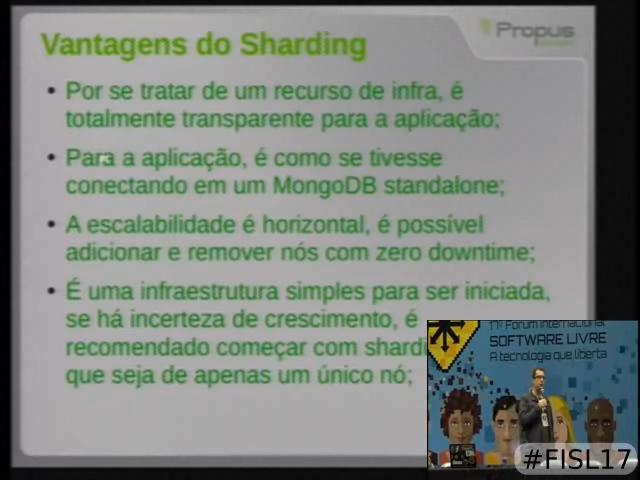 Vantagens do Sharding
Propus
Por se tratar de um recurso de infra, é
totalmente transparente para a aplicação;
Para a aplicação, é como se tivesse
conectando em um MongoDB standalone;
A escalabilidade é horizontal, é possível
adicionar e remover nós com zero downtime;
É uma infraestrutura simples para ser iniciada,
se há incerteza de crescimento, é
recomendado começar com shardi
que seja de apenas um único nó;
17º Forum Internacional
SOFTWARE LIVRE
A tecnologia que liberta
#FISL17